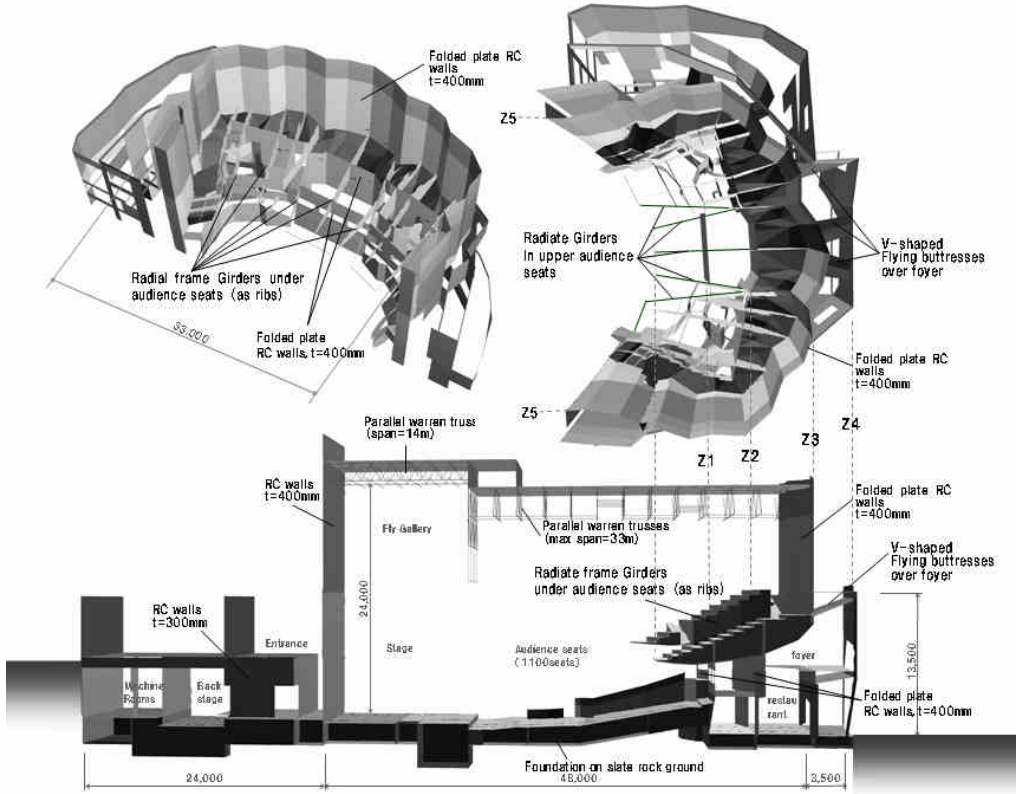 Folded plate RC
walls
t=400mm
Radial frame Girders under
audience seats (as ribs)
Folded plate
RC walls, t=400mm
33,000
Z5
Radiate Girders
In upper audience
seats
V-shaped
Flying buttresses
over foyer
Folded plate RC
walls
t=400mm
Z5
Z1
Z2
Z3
Z4
Parallel warren truss
(span=14m)
RC walls
t=400mm
Fly Gallery
Parallel warren trusses
(max span=33m)
Folded plate RC
walls
t=400mm
V-shaped
Flying buttresses
over foyer
Radiate frame Girders
under audience seats (as ribs)
24,000
RC walls
t=300mm
Entrance
Stage
Audience seats
(1100seats)
foyer
13,500
Machine
Rooms
Back
stage
restau
rant
Folded plate
RC walls, t=400mm
Foundation on slate rock ground
24,000
48,000
3,500